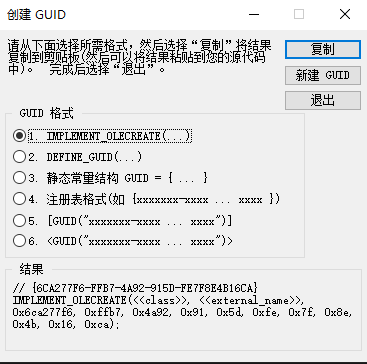 创建 GUID
请从下面选择所需格式，然后选择“复制”将结果
复制到剪贴板(然后可以将结果粘贴到您的源代码
中)。 完成后选择“退出”。
复制
新建 GUID
退出
GUID 格式
1. IMPLEMENT_OLECREATE(...)
2. DEFINE_GUID(...)
3. 静态常量结构 GUID = { ... }
4. 注册表格式(如 {xxxxxxx-xxxx ... xxxx })
5. [GUID("xxxxxxx-xxxx ... xxxx")]
6. <GUID("xxxxxxx-xxxx ... xxxx")>
结果
// {6CA277F6-FFB7-4A92-915D-FE7F8E4B16CA}
IMPLEMENT_OLECREATE(<<class>>, <<external_name>>,
0x6ca277f6, 0xffb7, 0x4a92, 0x91, 0x5d, 0xfe, 0x7f, 0x8e,
0x4b, 0x16, 0xca);